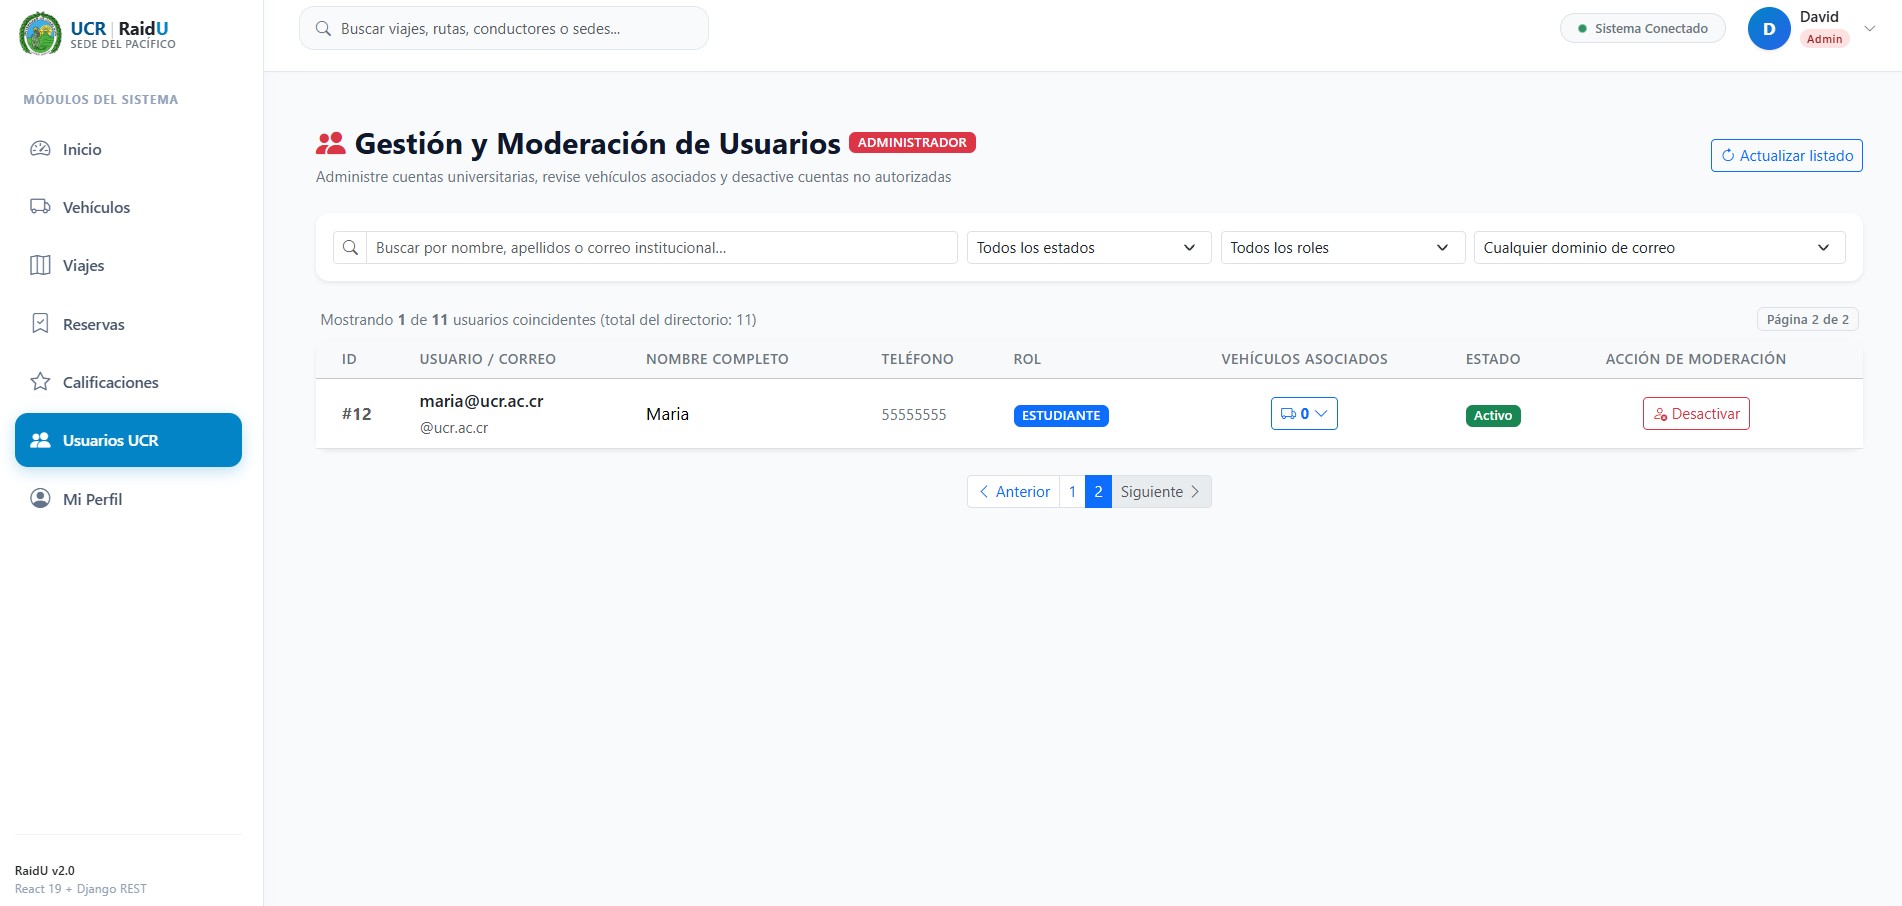 UCR | RaidU
SEDE DEL PACÍFICO
Buscar viajes, rutas, conductores o sedes...
Sistema Conectado
D
David
Admin
MÓDULOS DEL SISTEMA
Inicio
Vehículos
Viajes
Reservas
Calificaciones
Usuarios UCR
Mi Perfil
RaidU v2.0
React 19 + Django REST
Gestión y Moderación de Usuarios ADMINISTRADOR
Administre cuentas universitarias, revise vehículos asociados y desactive cuentas no autorizadas
Actualizar listado
Buscar por nombre, apellidos o correo institucional...
Todos los estados
Todos los roles
Cualquier dominio de correo
Mostrando 1 de 11 usuarios coincidentes (total del directorio: 11)
Página 2 de 2
ID USUARIO / CORREO NOMBRE COMPLETO TELÉFONO ROL VEHÍCULOS ASOCIADOS ESTADO ACCIÓN DE MODERACIÓN
#12 maria@ucr.ac.cr Maria 55555555 ESTUDIANTE 0 Activo Desactivar
@ucr.ac.cr
Anterior 1 2 Siguiente